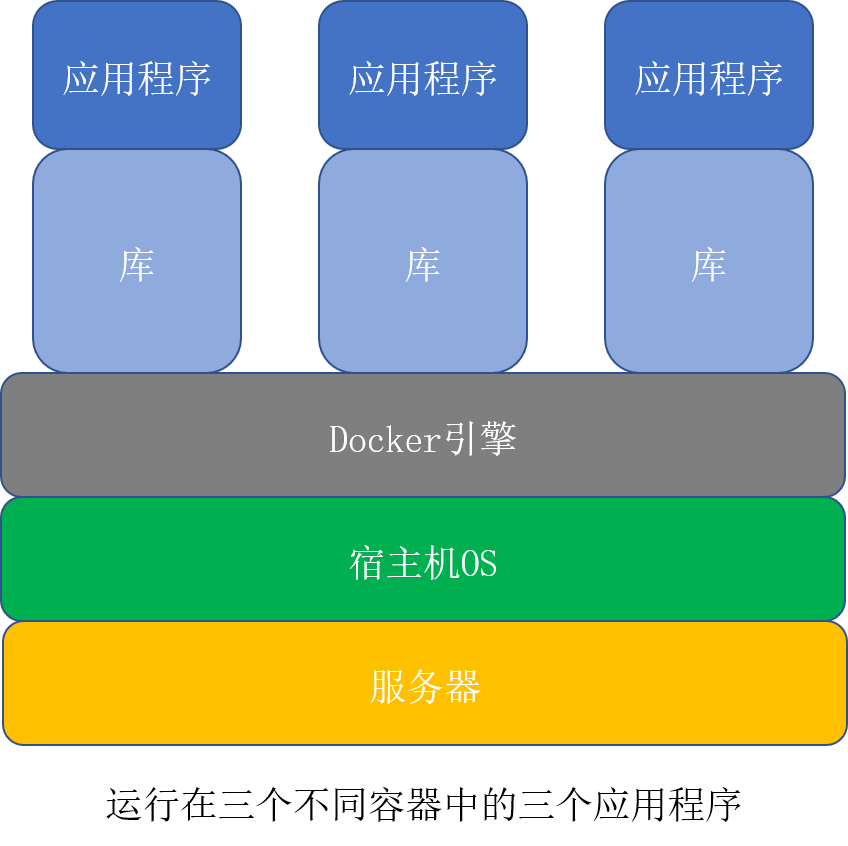 应用程序 应用程序 应用程序
库 库 库
Docker引擎
宿主机OS
服务器
运行在三个不同容器中的三个应用程序